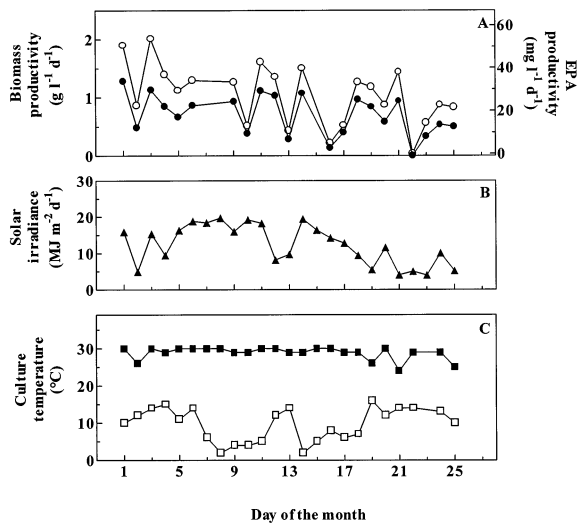 A
Biomass
productivity
(g l⁻¹ d⁻¹)
2
1
0
EPA
productivity
(mg l⁻¹ d⁻¹)
60
40
20
0
B
Solar
irradiance
(MJ m⁻² d⁻¹)
30
20
10
0
C
Culture
temperature
(°C)
30
20
10
0
1 5 9 13 17 21 25
Day of the month